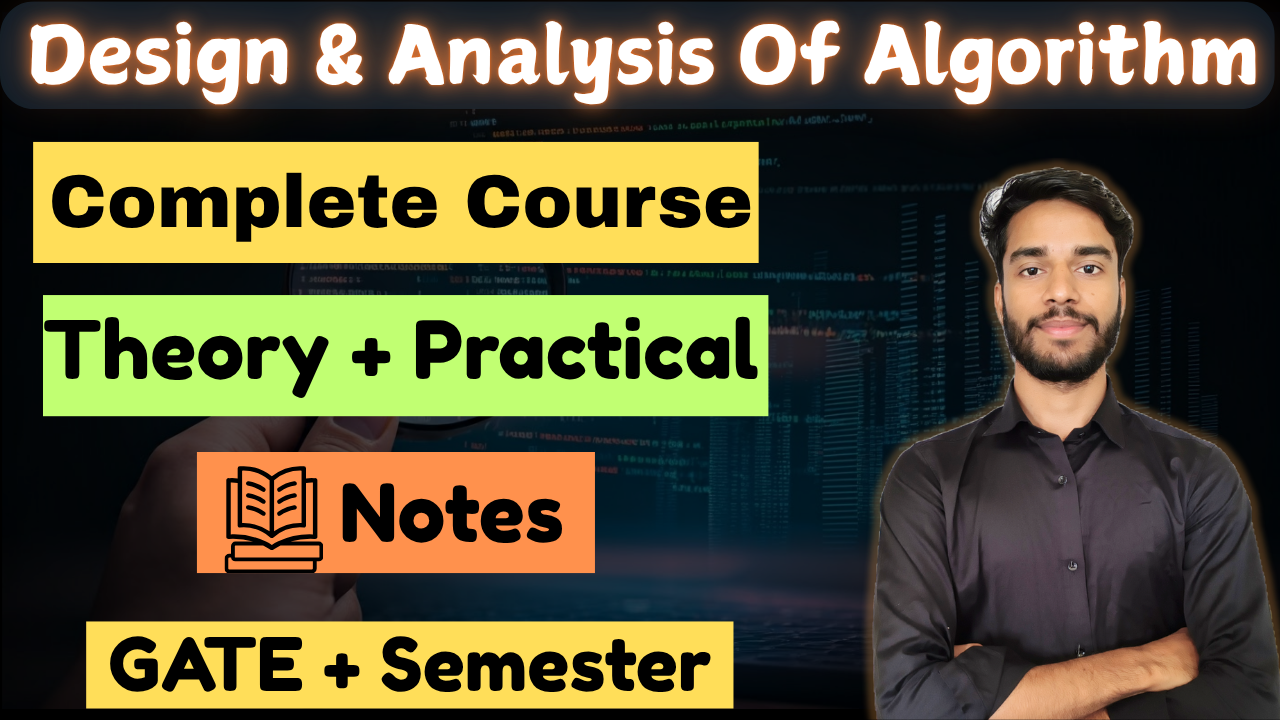 Design & Analysis Of Algorithm
Complete Course
Theory + Practical
Notes
GATE + Semester